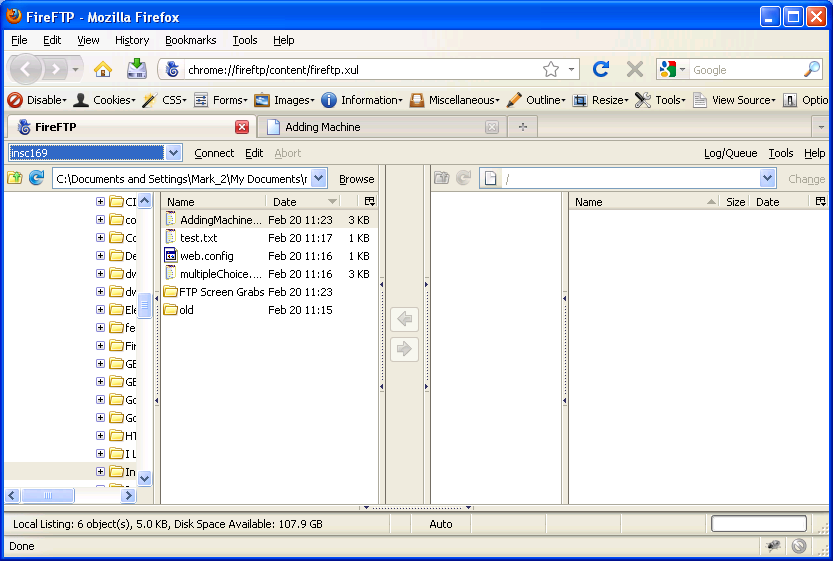 FireFTP - Mozilla Firefox
File Edit View History Bookmarks Tools Help
chrome://fireftp/content/fireftp.xul Google
Disable Cookies CSS Forms Images Information Miscellaneous Outline Resize Tools View Source Optio
FireFTP Adding Machine
insc169 Connect Edit Abort Log/Queue Tools Help
C:\Documents and Settings\Mark_2\My Documents\r Browse / Change
Name Date Name Size Date
CI
co
Co
De
dw
dw
Ele
fe
Fir
GE
GE
Go
Go
HT
I L
In
AddingMachine... Feb 20 11:23 3 KB
test.txt Feb 20 11:17 1 KB
web.config Feb 20 11:16 1 KB
multipleChoice.... Feb 20 11:16 3 KB
FTP Screen Grabs Feb 20 11:23
old Feb 20 11:15
Local Listing: 6 object(s), 5.0 KB, Disk Space Available: 107.9 GB Auto
Done